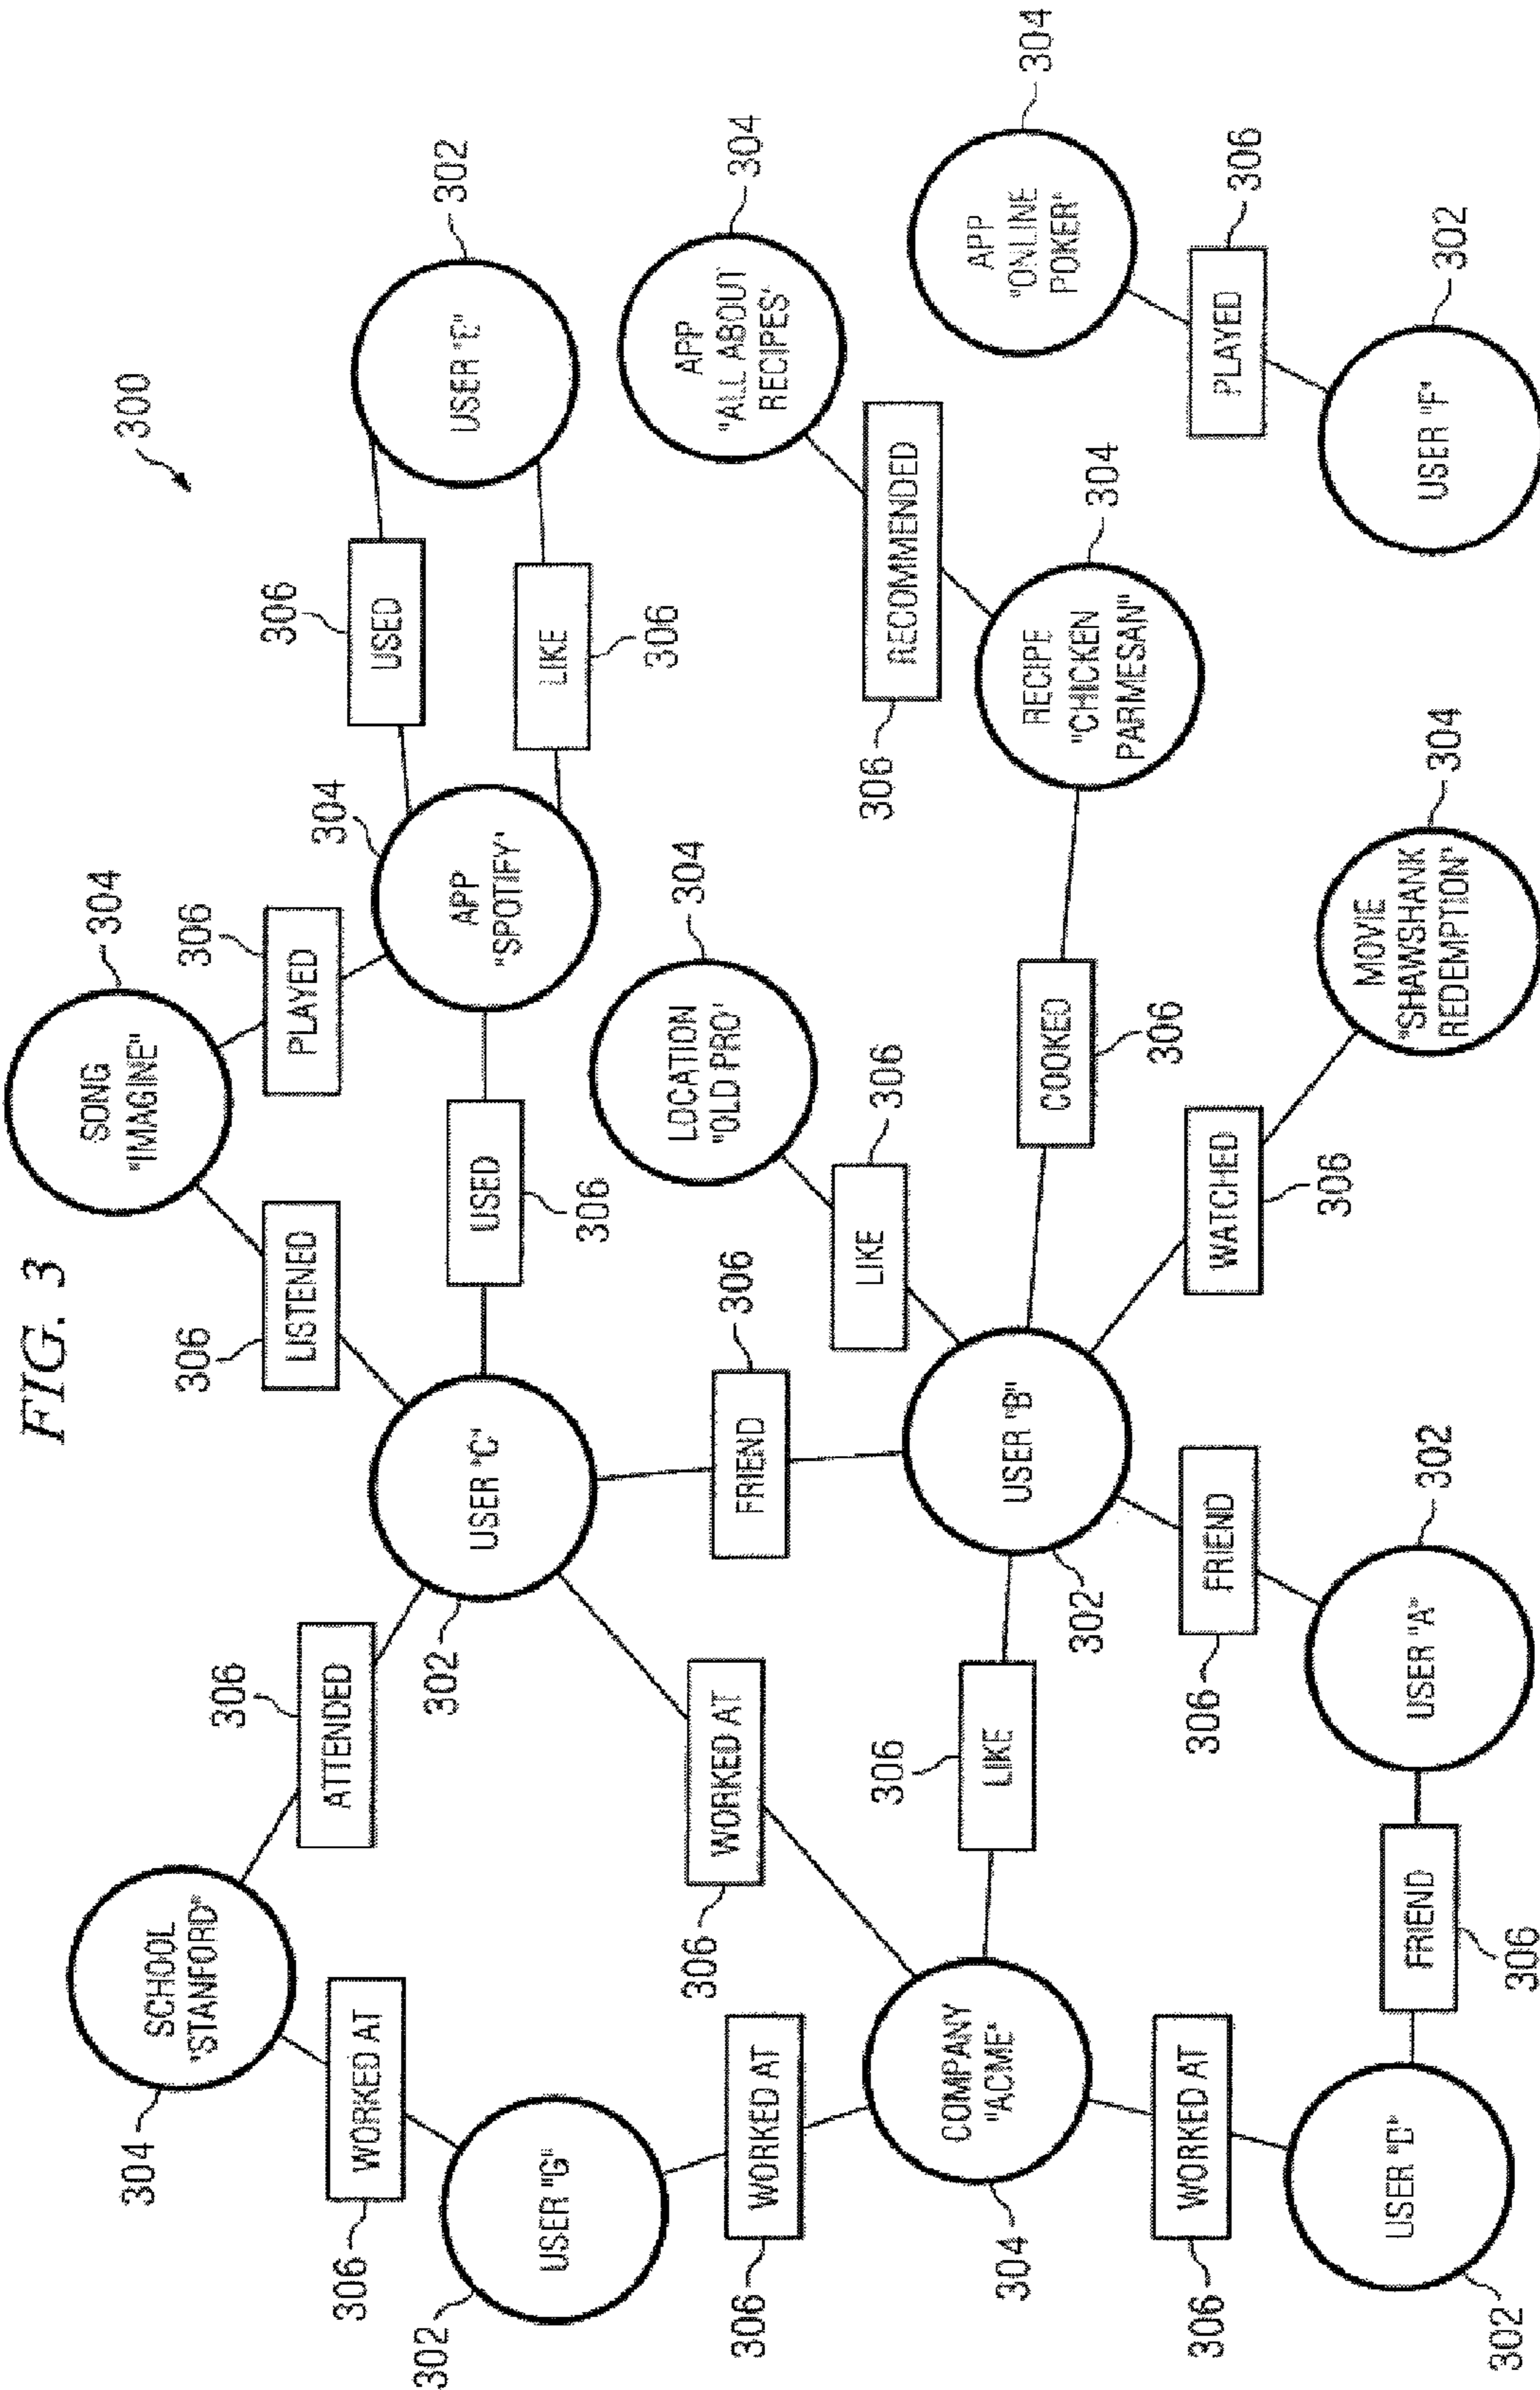 FIG. 3
300
SONG
"IMAGINE"
304
SCHOOL
"STANFORD"
304
306
ATTENDED
306
LISTENED
306
PLAYED
306
USED
306
WORKED AT
306
USER "G"
302
USER "C"
302
USED
306
APP
"SPOTIFY"
304
LIKE
306
USER "E"
302
WORKED AT
306
WORKED AT
306
FRIEND
306
LOCATION
"OLD PRO"
304
APP
"ALL ABOUT
RECIPES"
304
LIKE
306
RECOMMENDED
306
COMPANY
"ACME"
304
LIKE
306
USER "B"
302
COOKED
306
RECIPE
"CHICKEN
PARMESAN"
304
APP
"ONLINE
POKER"
304
WORKED AT
306
FRIEND
306
WATCHED
306
PLAYED
306
USER "D"
302
FRIEND
306
USER "A"
302
MOVIE
"SHAWSHANK
REDEMPTION"
304
USER "F"
302